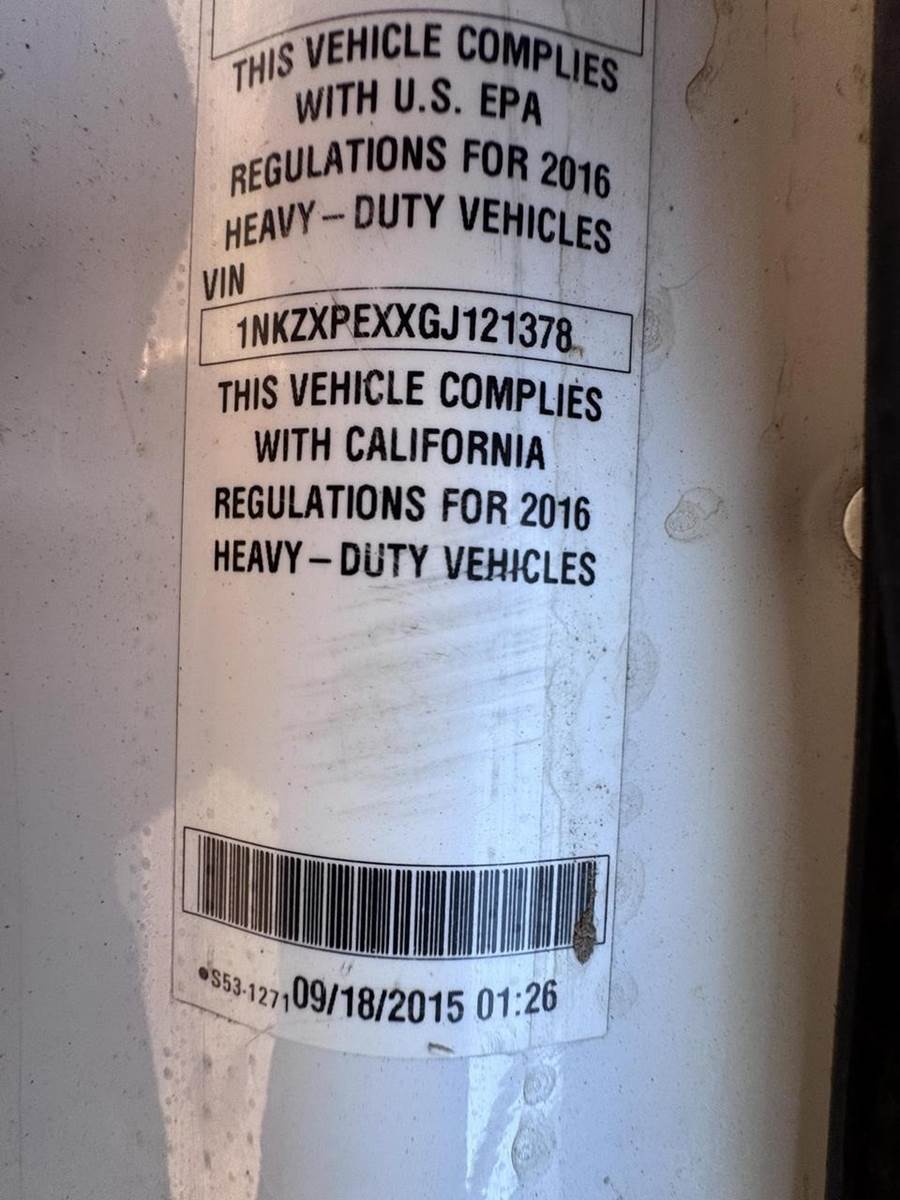 THIS VEHICLE COMPLIES
WITH U.S. EPA
REGULATIONS FOR 2016
HEAVY – DUTY VEHICLES
VIN
1NKZXPEXXGJ121378
THIS VEHICLE COMPLIES
WITH CALIFORNIA
REGULATIONS FOR 2016
HEAVY – DUTY VEHICLES
●S53-1271 09/18/2015 01:26